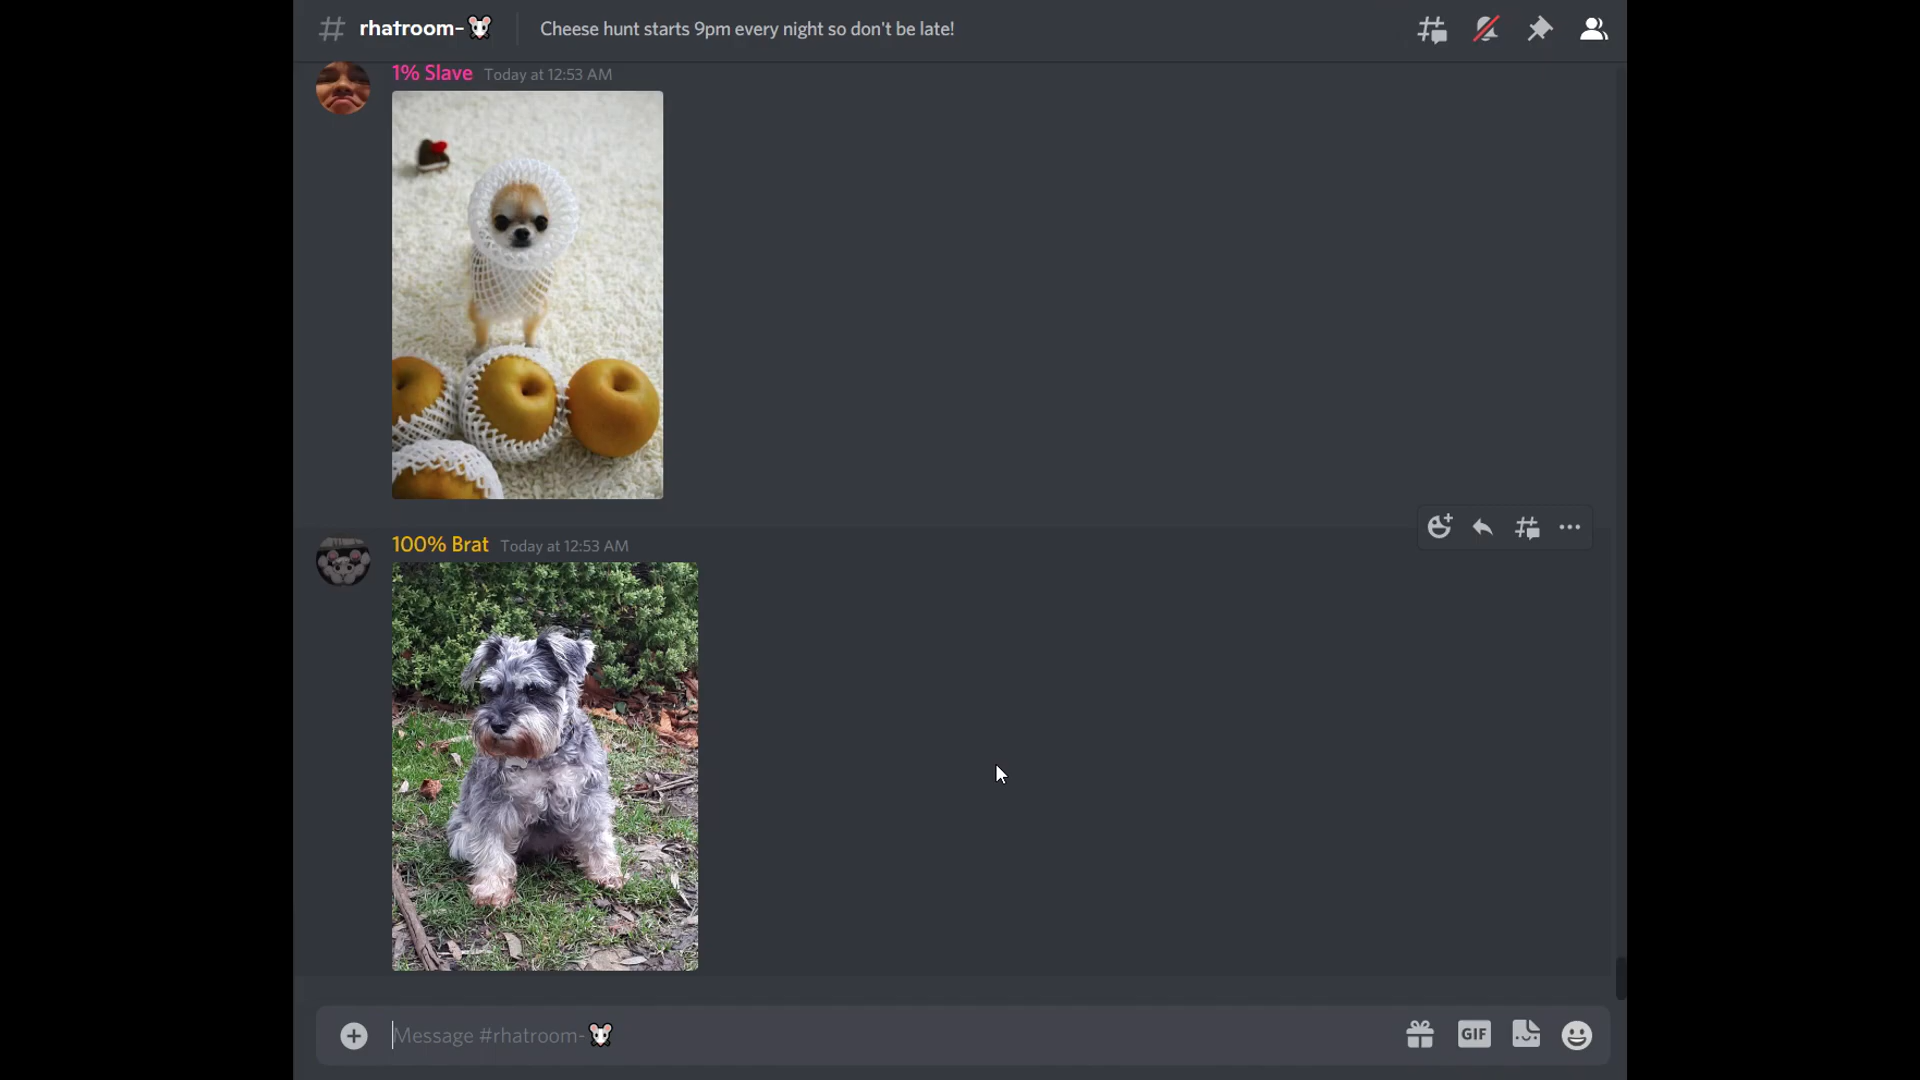 # rhatroom-🐭 Cheese hunt starts 9pm every night so don't be late!
1% Slave Today at 12:53 AM
100% Brat Today at 12:53 AM
Message #rhatroom-🐭
GIF